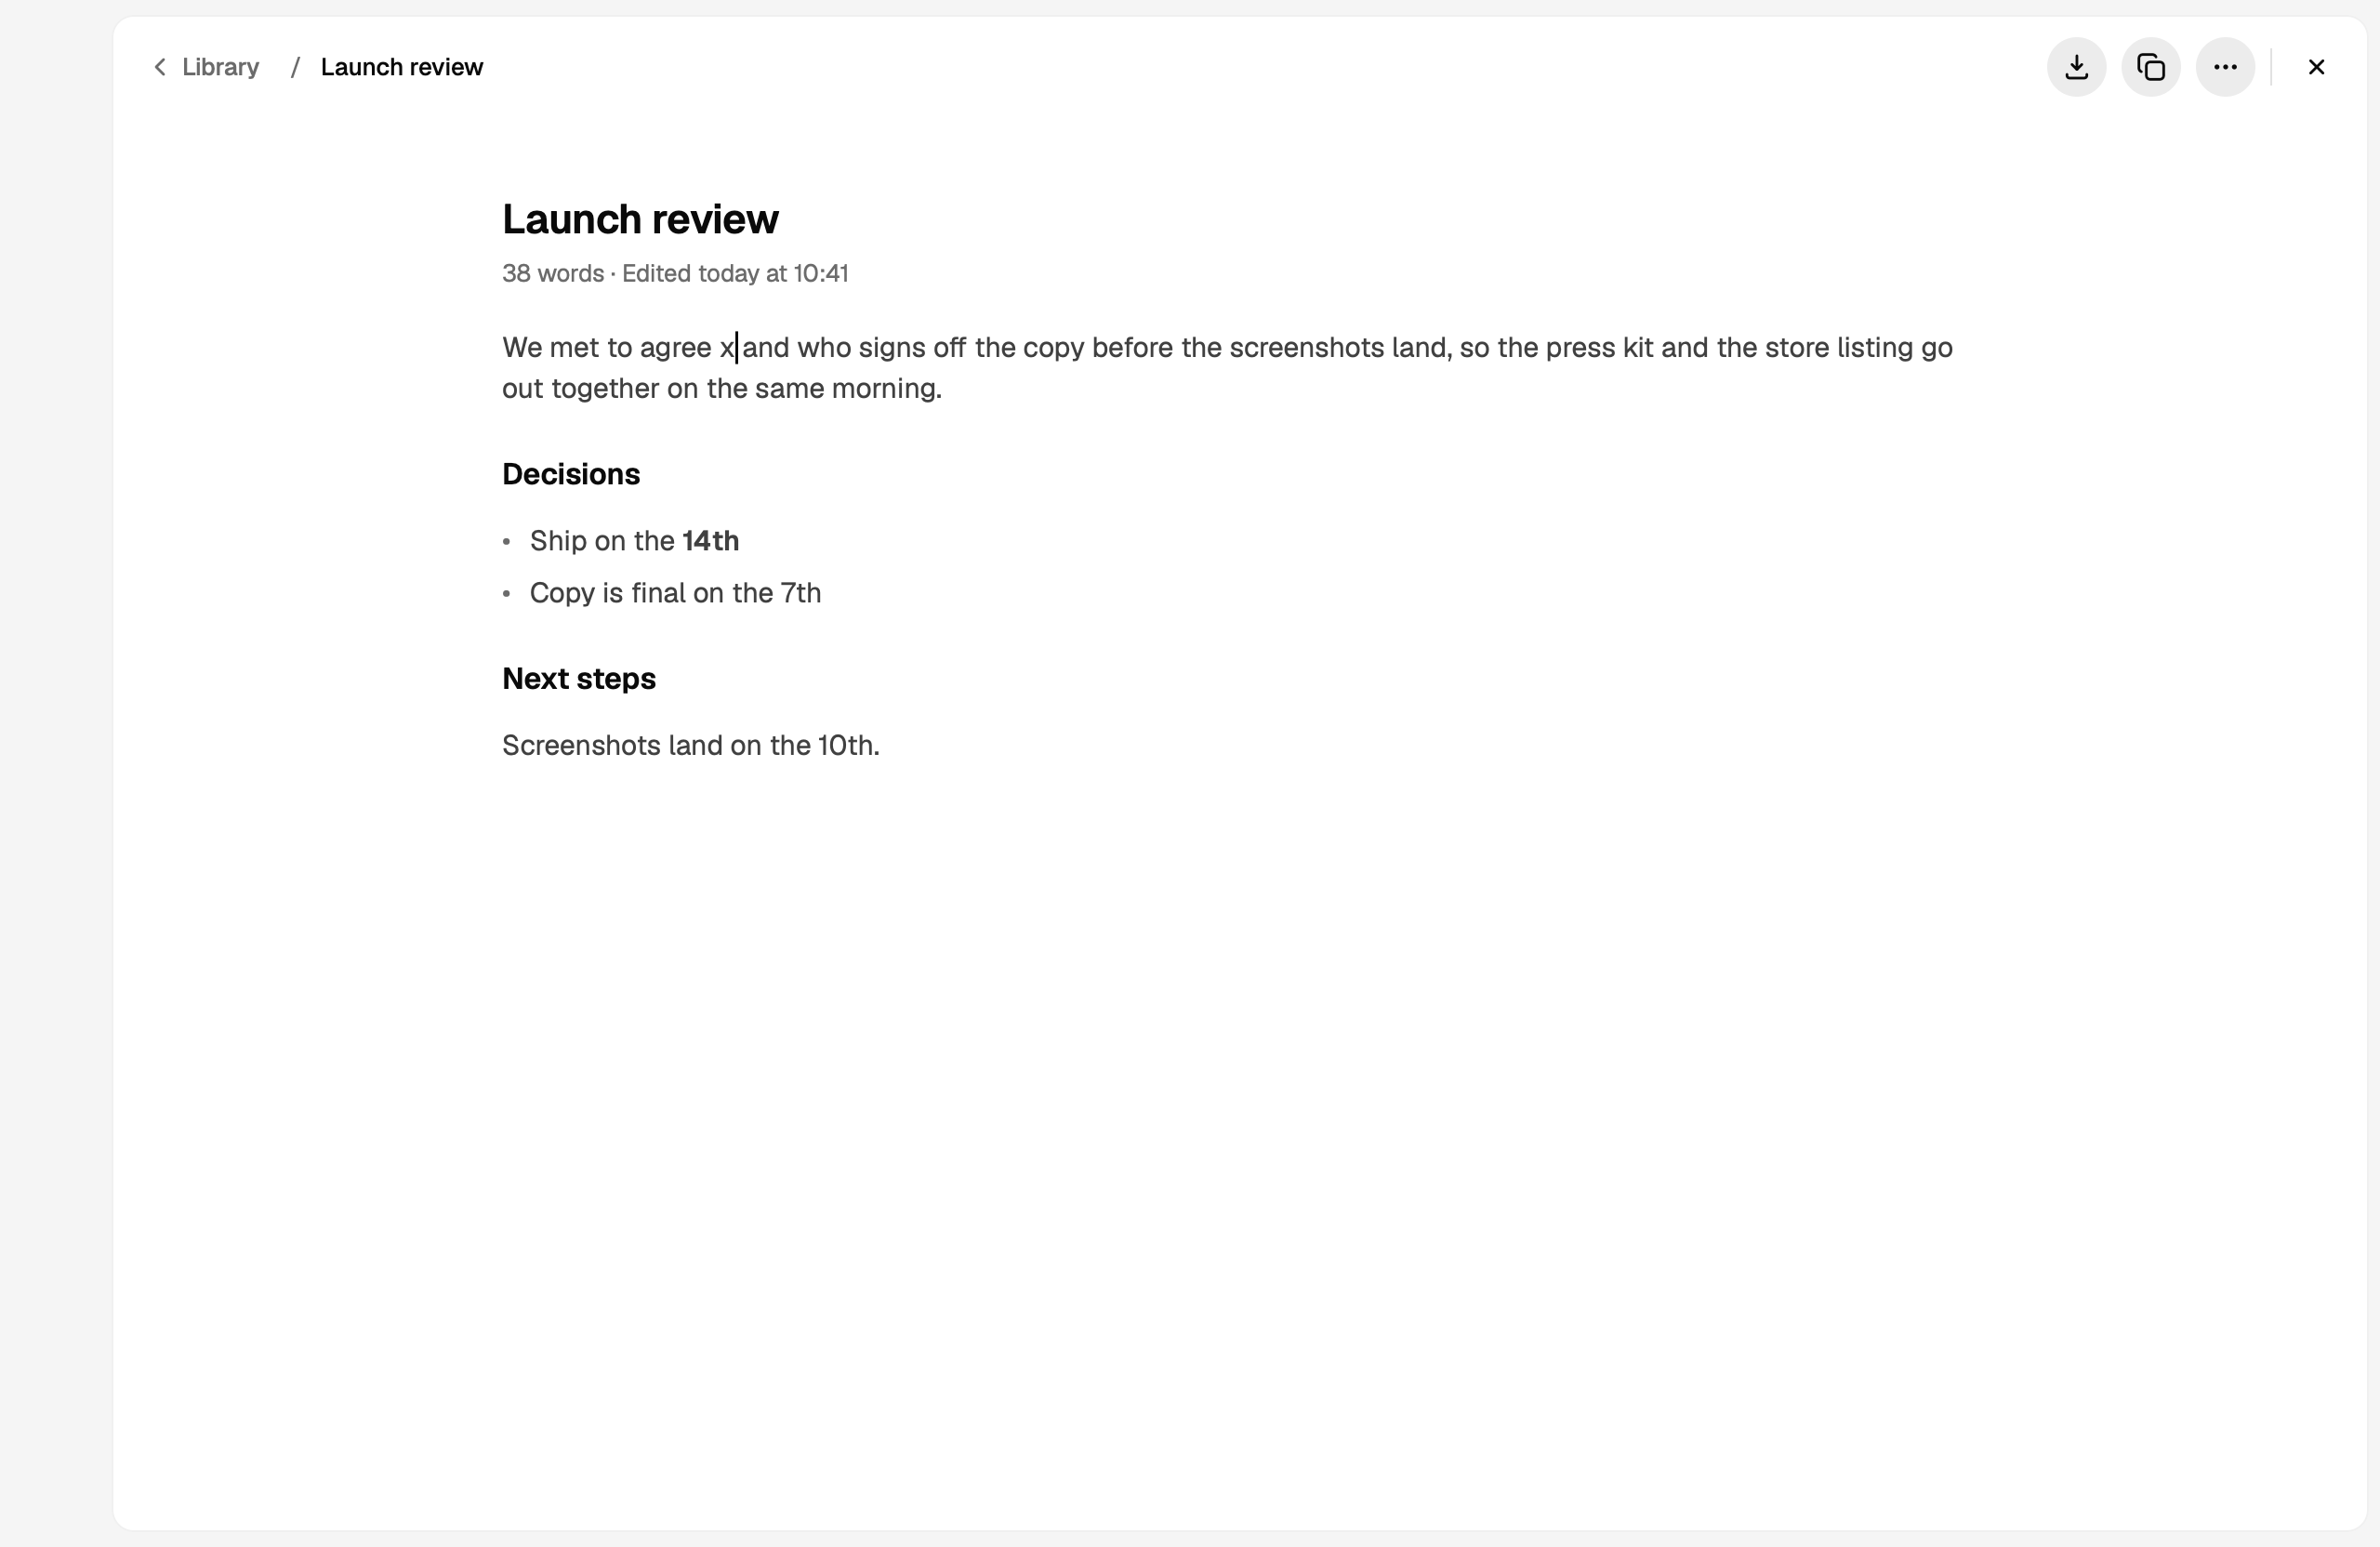 Library / Launch review
Launch review
38 words · Edited today at 10:41
We met to agree x and who signs off the copy before the screenshots land, so the press kit and the store listing go
out together on the same morning.
Decisions
• Ship on the 14th
• Copy is final on the 7th
Next steps
Screenshots land on the 10th.